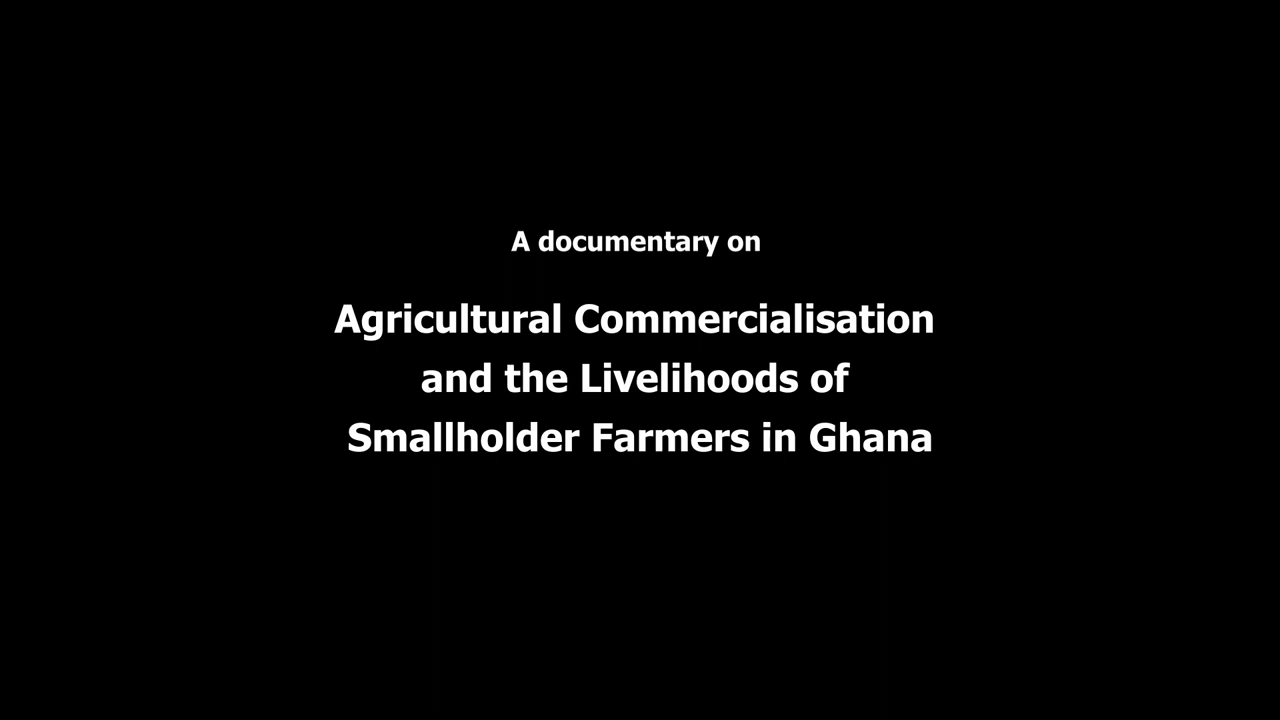 A documentary on
Agricultural Commercialisation
and the Livelihoods of
Smallholder Farmers in Ghana